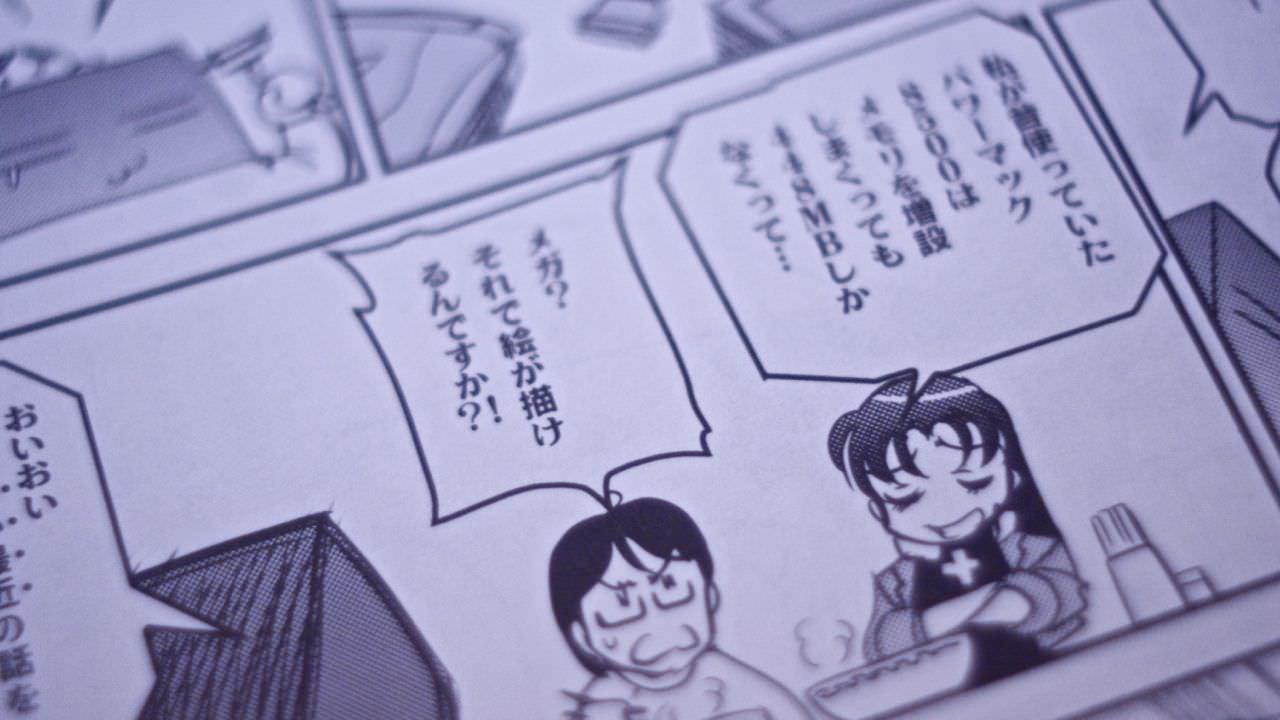 私が昔使っていた
パワーマック
8500は
メモリを増設
しまくっても
448MBしか
なくって…
メガ?
それで絵が描け
るんですか?!
おいおい
最近の話を